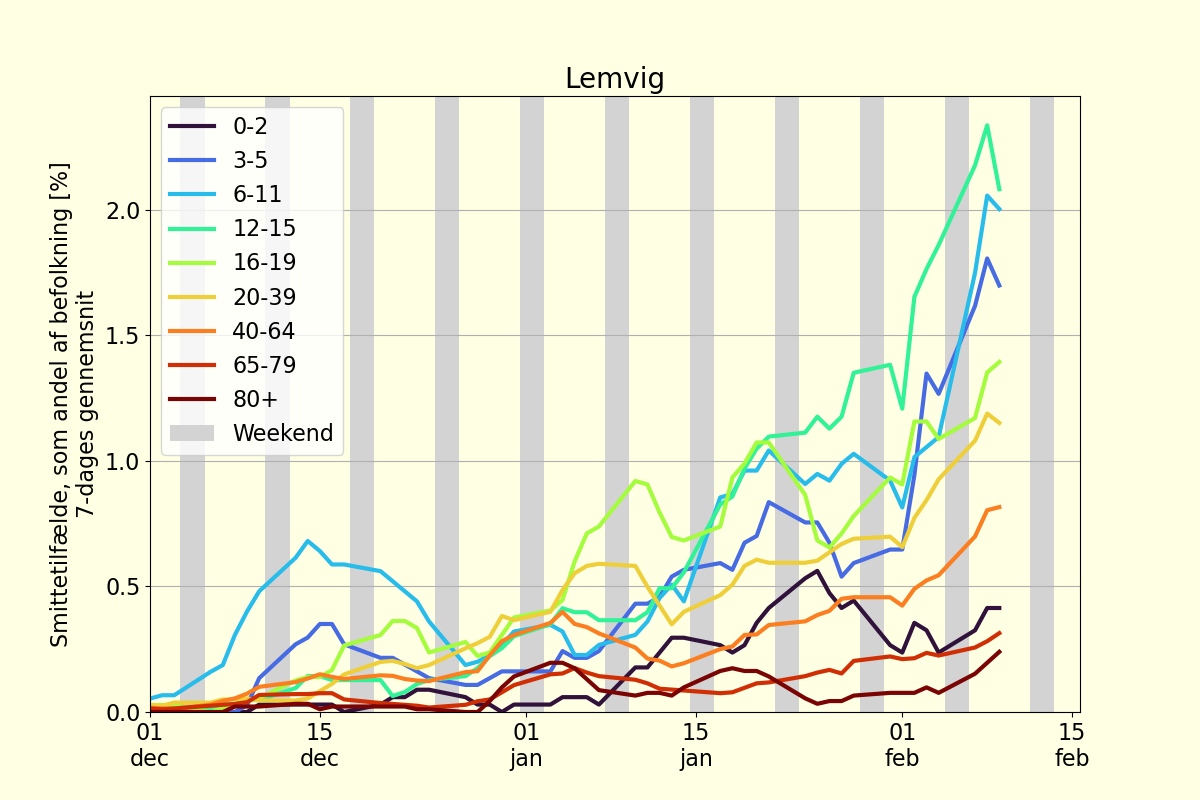 Lemvig
Smittetilfælde, som andel af befolkning [%]
7-dages gennemsnit
2.0
1.5
1.0
0.5
0.0
0-2
3-5
6-11
12-15
16-19
20-39
40-64
65-79
80+
Weekend
01 15 01 15 01 15
dec dec jan jan feb feb